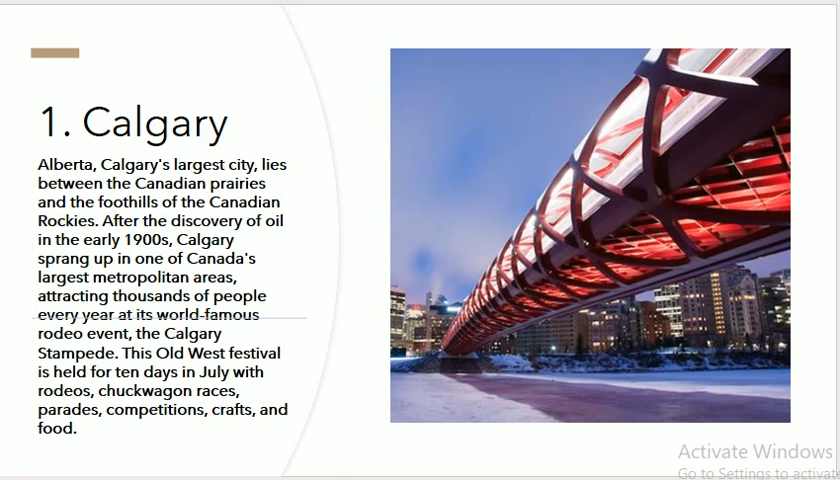 1. Calgary
Alberta, Calgary's largest city, lies
between the Canadian prairies
and the foothills of the Canadian
Rockies. After the discovery of oil
in the early 1900s, Calgary
sprang up in one of Canada's
largest metropolitan areas,
attracting thousands of people
every year at its world-famous
rodeo event, the Calgary
Stampede. This Old West festival
is held for ten days in July with
rodeos, chuckwagon races,
parades, competitions, crafts, and
food.
Activate Windows
Go to Settings to activate